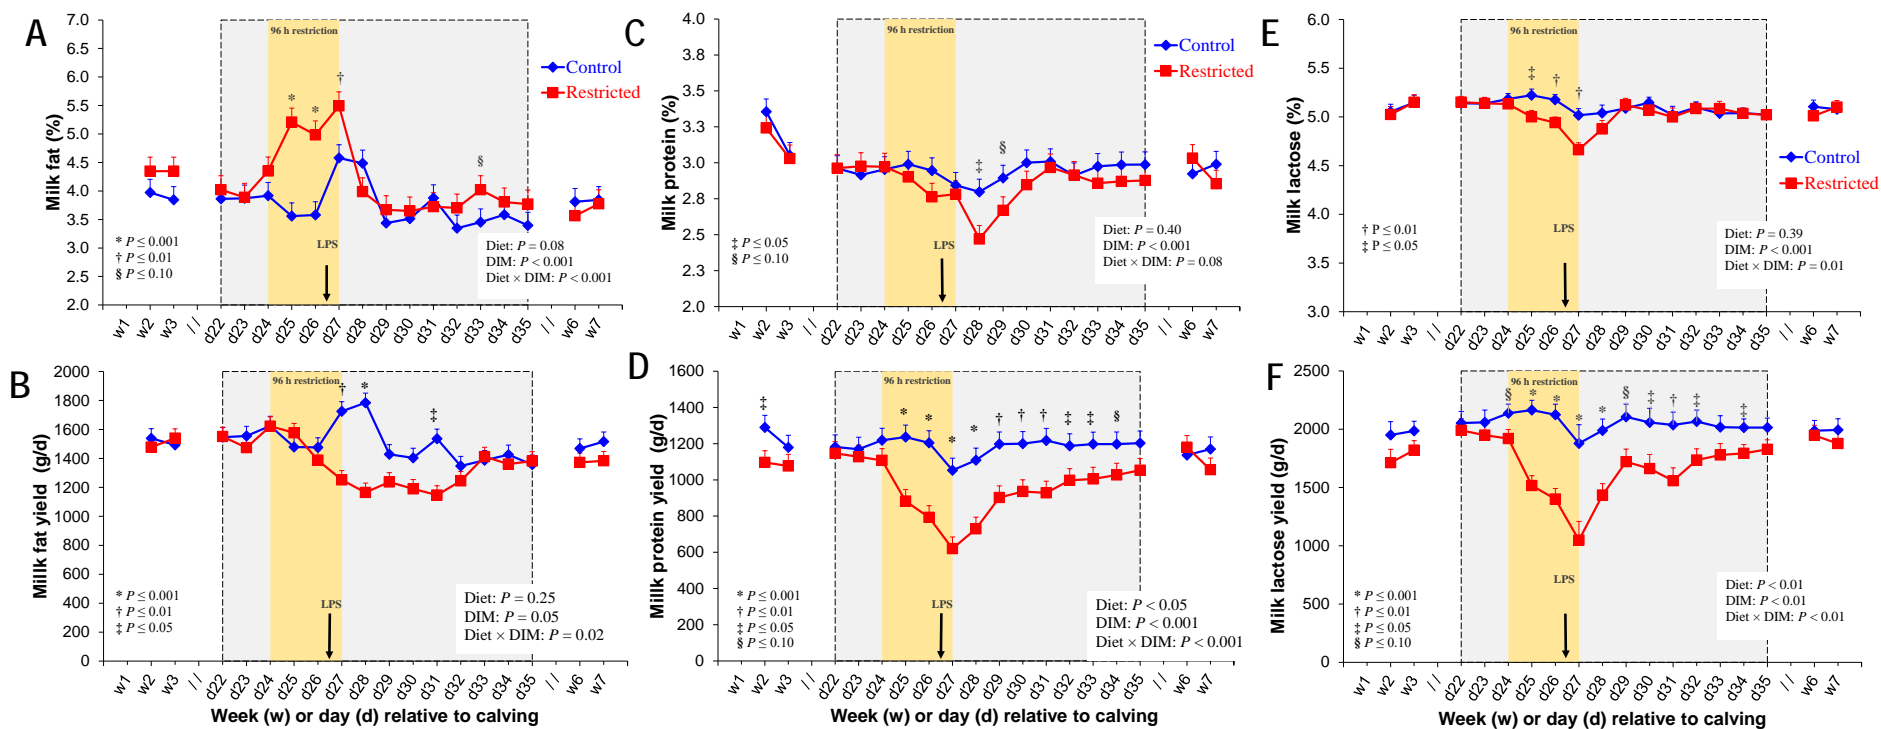 A
Milk fat (%)
7.0
6.0
5.5
5.0
4.5
4.0
3.5
3.0
2.5
2.0
96 h restriction
Control
Restricted
* P ≤ 0.001
† P ≤ 0.01
§ P ≤ 0.10
* * † §
LPS
Diet: P = 0.08
DIM: P < 0.001
Diet × DIM: P < 0.001
w1 w2 w3 // d22 d23 d24 d25 d26 d27 d28 d29 d30 d31 d32 d33 d34 d35 // w6 w7
C
Milk protein (%)
4.0
3.8
3.5
3.3
3.0
2.8
2.5
2.3
2.0
96 h restriction
Control
Restricted
‡ §
‡ P ≤ 0.05
§ P ≤ 0.10
LPS
Diet: P = 0.40
DIM: P < 0.001
Diet × DIM: P = 0.08
w1 w2 w3 // d22 d23 d24 d25 d26 d27 d28 d29 d30 d31 d32 d33 d34 d35 // w6 w7
E
Milk lactose (%)
6.0
5.5
5.0
4.5
4.0
3.5
3.0
96 h restriction
Control
Restricted
‡ † †
† P ≤ 0.01
‡ P ≤ 0.05
LPS
Diet: P = 0.39
DIM: P < 0.001
Diet × DIM: P = 0.01
w1 w2 w3 // d22 d23 d24 d25 d26 d27 d28 d29 d30 d31 d32 d33 d34 d35 // w6 w7
B
Millk fat yield (g/d)
2000
1800
1600
1400
1200
1000
800
600
400
200
0
96 h restriction
† * ‡
* P ≤ 0.001
† P ≤ 0.01
‡ P ≤ 0.05
LPS
Diet: P = 0.25
DIM: P = 0.05
Diet × DIM: P = 0.02
w1 w2 w3 // d22 d23 d24 d25 d26 d27 d28 d29 d30 d31 d32 d33 d34 d35 // w6 w7
Week (w) or day (d) relative to calving
D
Millk protein yield (g/d)
1600
1400
1200
1000
800
600
400
200
0
96 h restriction
‡ * * * * † † † ‡ ‡ §
* P ≤ 0.001
† P ≤ 0.01
‡ P ≤ 0.05
§ P ≤ 0.10
LPS
Diet: P < 0.05
DIM: P < 0.001
Diet × DIM: P < 0.001
w1 w2 w3 // d22 d23 d24 d25 d26 d27 d28 d29 d30 d31 d32 d33 d34 d35 // w6 w7
Week (w) or day (d) relative to calving
F
Milk lactose yield (g/d)
2500
2000
1500
1000
500
0
96 h restriction
§ * * * * § ‡ † ‡ ‡
* P ≤ 0.001
† P ≤ 0.01
‡ P ≤ 0.05
§ P ≤ 0.10
LPS
Diet: P < 0.01
DIM: P < 0.01
Diet × DIM: P < 0.01
w1 w2 w3 // d22 d23 d24 d25 d26 d27 d28 d29 d30 d31 d32 d33 d34 d35 // w6 w7
Week (w) or day (d) relative to calving